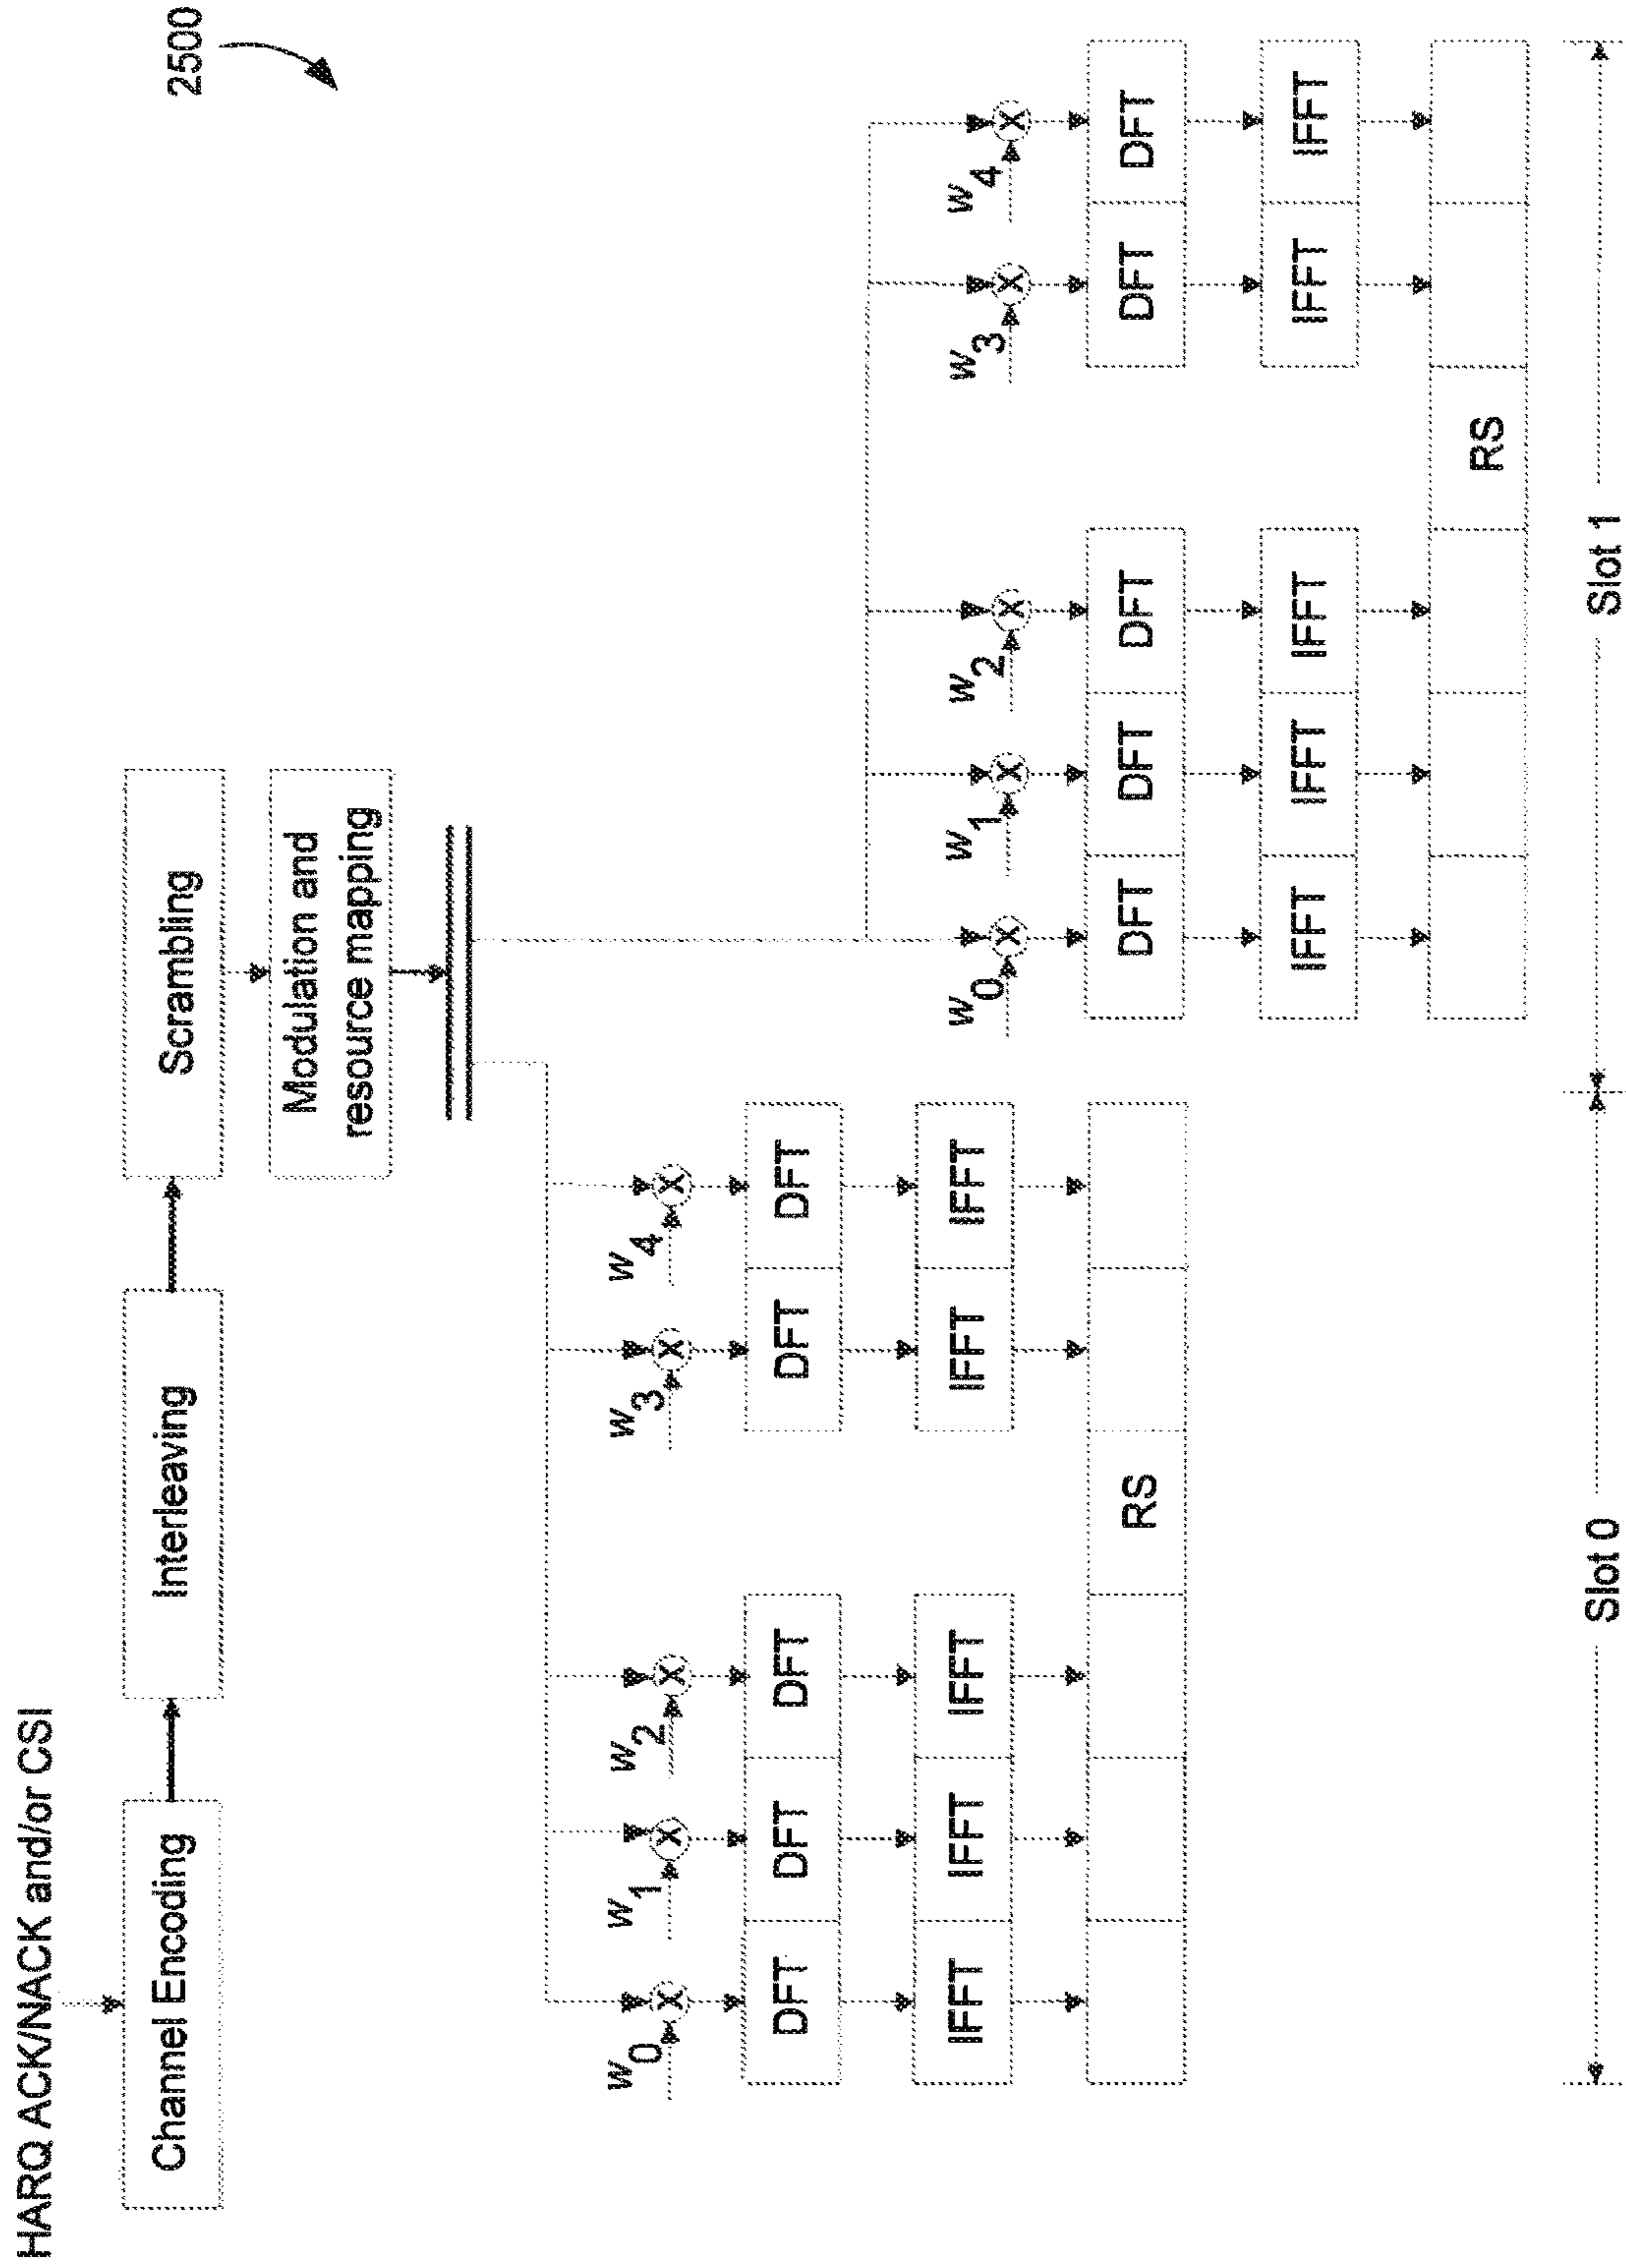 2500
HARQ ACK/NACK and/or CSI
Channel Encoding
Interleaving
Scrambling
Modulation and
resource mapping
w0
w1
w2
w3
w4
DFT
DFT
DFT
DFT
DFT
IFFT
IFFT
IFFT
IFFT
IFFT
RS
w0
w1
w2
w3
w4
DFT
DFT
DFT
DFT
DFT
IFFT
IFFT
IFFT
IFFT
IFFT
RS
Slot 0
Slot 1